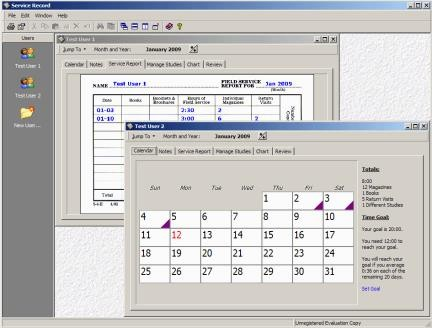 Service Record
File Edit Window Help
Users
Test User 1
Test User 2
New User...
Test User 1
Jump To Month and Year: January 2009
Calendar Notes Service Report Manage Studies Chart Review
NAME Test User 1 FIELD SERVICE REPORT FOR Jan 2009
(Month)
Date Books Booklets & Brochures Hours of Field Service Individual Magazines Return Visits
01-03 2:30 2
01-10 3:00 6 2
Total
Test User 2
Jump To Month and Year: January 2009
Calendar Notes Service Report Manage Studies Chart Review
Sun Mon Tue Wed Thu Fri Sat
1 2 3
4 5 6 7 8 9 10
11 12 13 14 15 16 17
18 19 20 21 22 23 24
25 26 27 28 29 30 31
Totals:
8:00
12 Magazines
1 Books
5 Return Visits
1 Different Studies
Time Goal:
Your goal is 20:00.
You need 12:00 to
reach your goal.
You will reach your
goal if you average
0:36 on each of the
remaining 20 days.
Set Goal
Unregistered Evaluation Copy